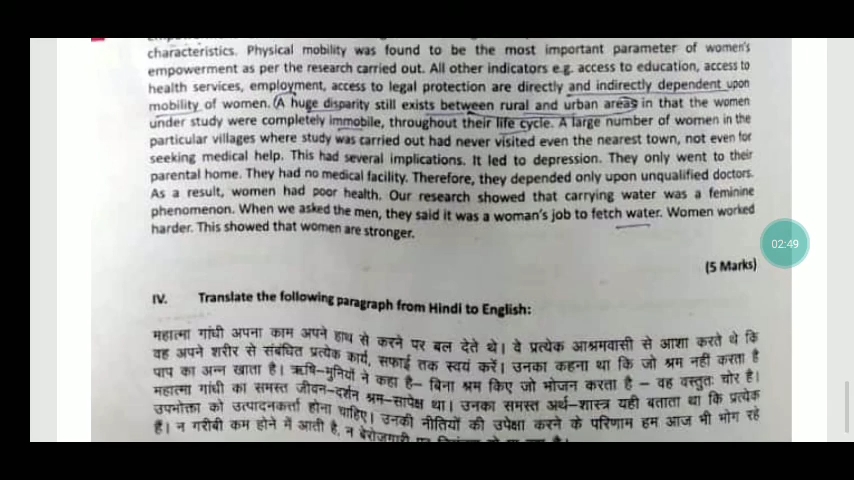 characteristics. Physical mobility was found to be the most important parameter of women's
empowerment as per the research carried out. All other indicators e.g. access to education, access to
health services, employment, access to legal protection are directly and indirectly dependent upon
mobility of women. (A huge disparity still exists between rural and urban areas in that the women
under study were completely immobile, throughout their life cycle. A large number of women in the
particular villages where study was carried out had never visited even the nearest town, not even for
seeking medical help. This had several implications. It led to depression. They only went to their
parental home. They had no medical facility. Therefore, they depended only upon unqualified doctors.
As a result, women had poor health. Our research showed that carrying water was a feminine
phenomenon. When we asked the men, they said it was a woman's job to fetch water. Women worked
harder. This showed that women are stronger.
02:49
(5 Marks)
IV. Translate the following paragraph from Hindi to English:
महात्मा गांधी अपना काम अपने हाथ से करने पर बल देते थे। वे प्रत्येक आश्रमवासी से आशा करते थे कि
वह अपने शरीर से संबंधित प्रत्येक कार्य, सफाई तक स्वयं करें। उनका कहना था कि जो श्रम नहीं करता है
पाप का अन्न खाता है। ऋषि-मुनियों ने कहा है– बिना श्रम किए जो भोजन करता है – वह वस्तुतः चोर है।
महात्मा गांधी का समस्त जीवन-दर्शन श्रम-सापेक्ष था। उनका समस्त अर्थ-शास्त्र यही बताता था कि प्रत्येक
उपभोक्ता को उत्पादनकर्त्ता होना चाहिए। उनकी नीतियों की उपेक्षा करने के परिणाम हम आज भी भोग रहे
हैं। न गरीबी कम होने में आती है, न बेरोजगारी पर